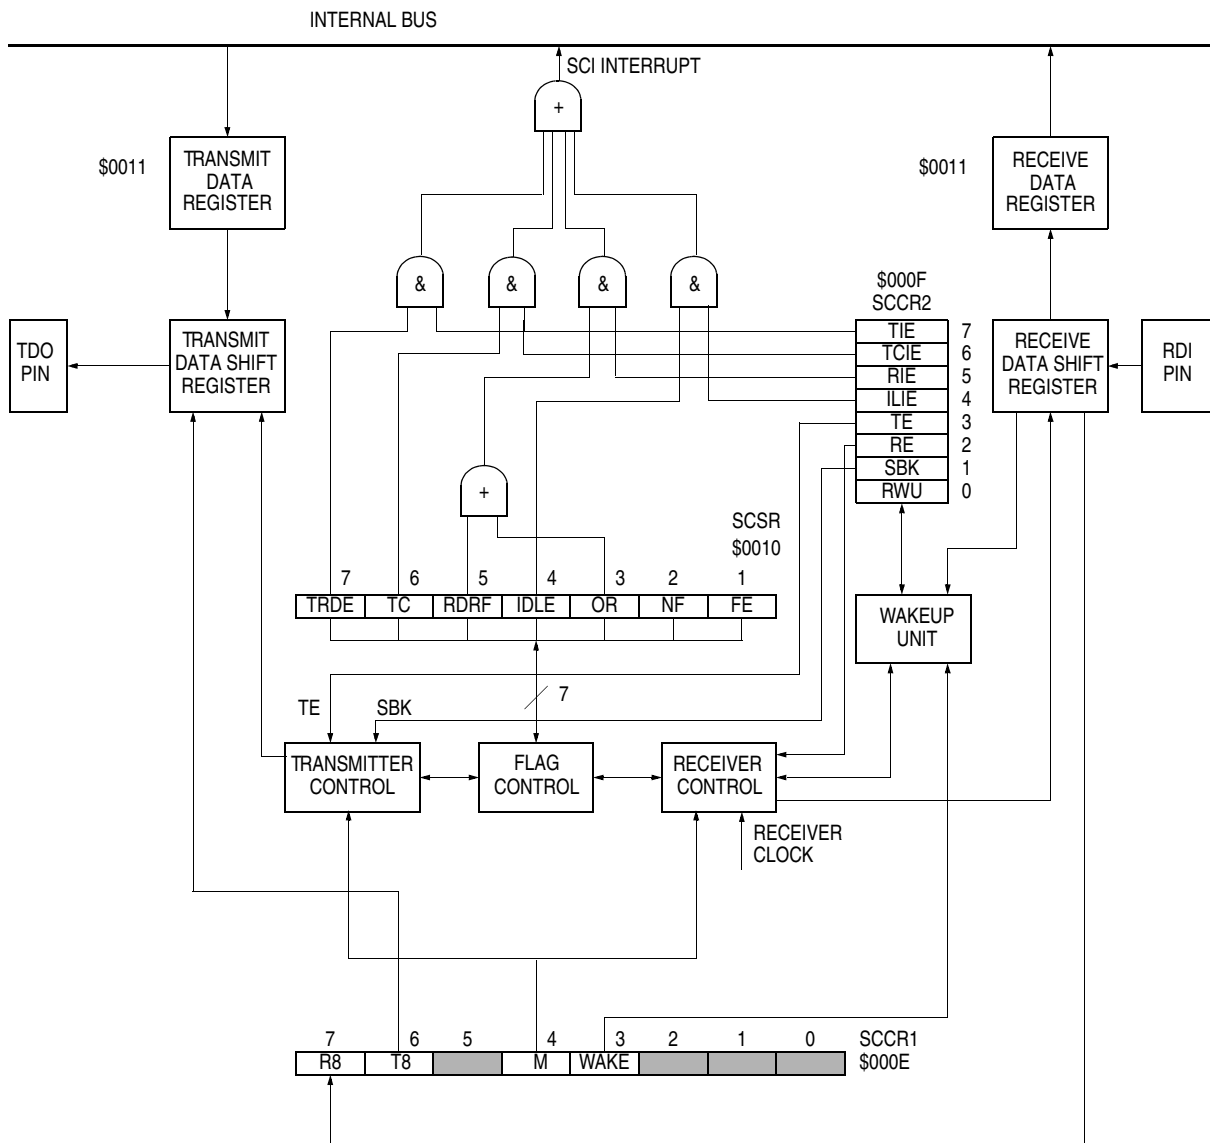 INTERNAL BUS
SCI INTERRUPT
+
$0011
TRANSMIT
DATA
REGISTER
$0011
RECEIVE
DATA
REGISTER
&
&
&
&
$000F
SCCR2
TDO
PIN
TRANSMIT
DATA SHIFT
REGISTER
TIE 7
TCIE 6
RIE 5
ILIE 4
TE 3
RE 2
SBK 1
RWU 0
RECEIVE
DATA SHIFT
REGISTER
RDI
PIN
+
SCSR
$0010
7 6 5 4 3 2 1
TRDE TC RDRF IDLE OR NF FE
WAKEUP
UNIT
7
TE SBK
TRANSMITTER
CONTROL
FLAG
CONTROL
RECEIVER
CONTROL
RECEIVER
CLOCK
7 6 5 4 3 2 1 0 SCCR1
R8 T8 M WAKE $000E